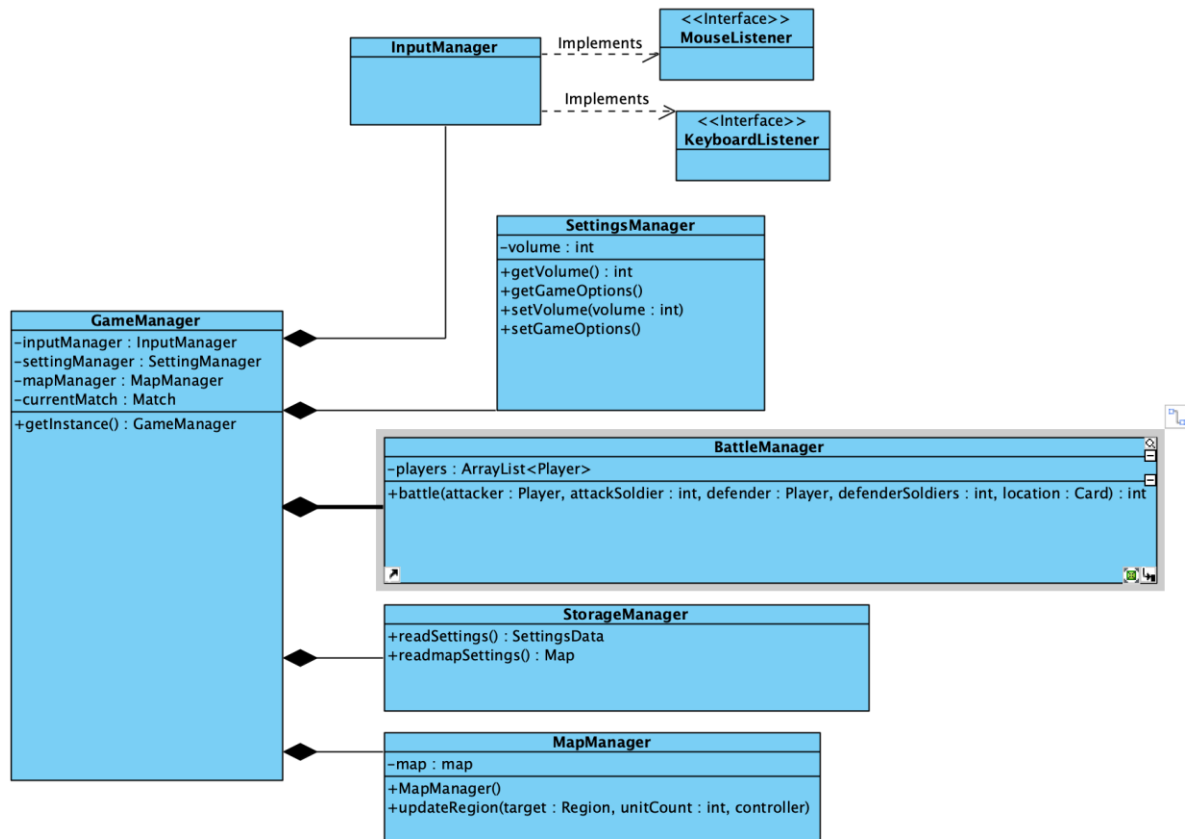 InputManager
Implements
<<Interface>>
MouseListener
Implements
<<Interface>>
KeyboardListener
SettingsManager
-volume : int
+getVolume() : int
+getGameOptions()
+setVolume(volume : int)
+setGameOptions()
GameManager
-inputManager : InputManager
-settingManager : SettingManager
-mapManager : MapManager
-currentMatch : Match
+getInstance() : GameManager
BattleManager
-players : ArrayList<Player>
+battle(attacker : Player, attackSoldier : int, defender : Player, defenderSoldiers : int, location : Card) : int
StorageManager
+readSettings() : SettingsData
+readmapSettings() : Map
MapManager
-map : map
+MapManager()
+updateRegion(target : Region, unitCount : int, controller)